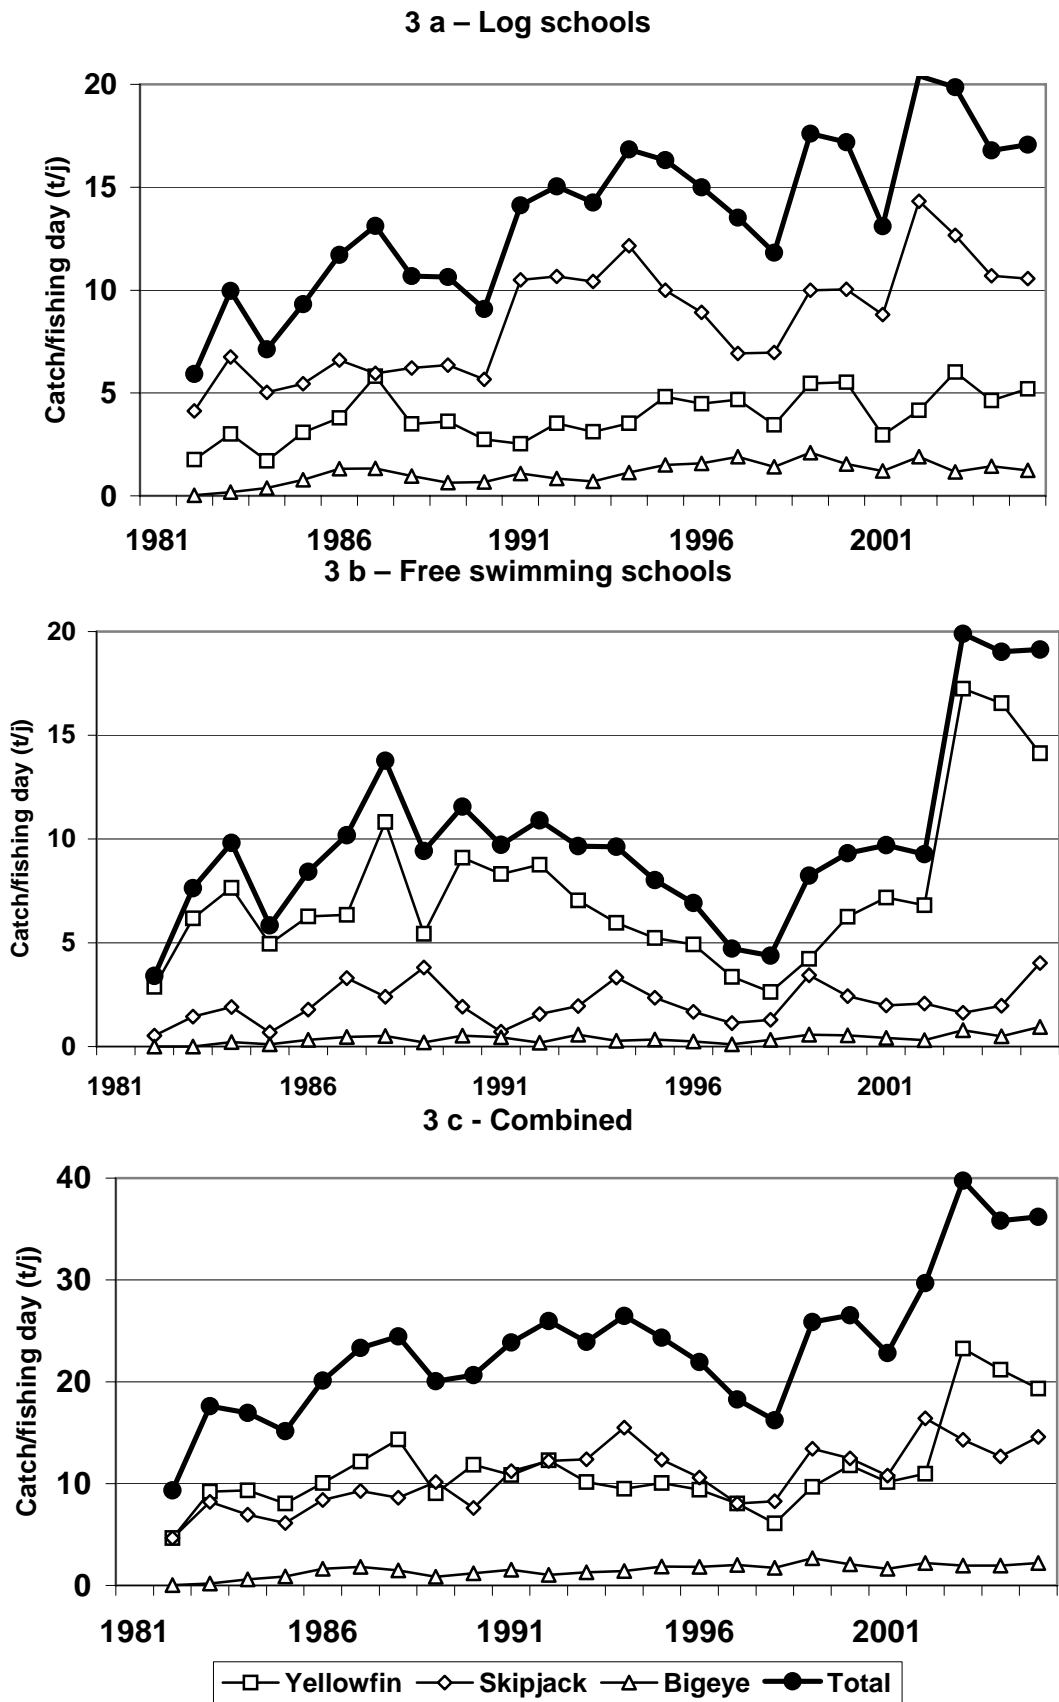 3 a – Log schools
Catch/fishing day (t/j)
20
15
10
5
0
1981 1986 1991 1996 2001
3 b – Free swimming schools
Catch/fishing day (t/j)
20
15
10
5
0
1981 1986 1991 1996 2001
3 c - Combined
Catch/fishing day (t/j)
40
30
20
10
0
1981 1986 1991 1996 2001
Yellowfin Skipjack Bigeye Total